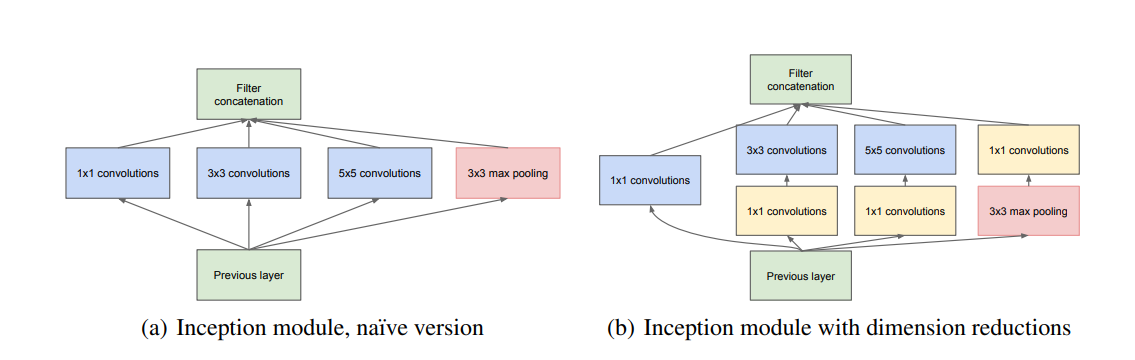 Filter
concatenation
1x1 convolutions
3x3 convolutions
5x5 convolutions
3x3 max pooling
Previous layer
(a) Inception module, naïve version
Filter
concatenation
1x1 convolutions
3x3 convolutions
5x5 convolutions
1x1 convolutions
1x1 convolutions
1x1 convolutions
3x3 max pooling
Previous layer
(b) Inception module with dimension reductions